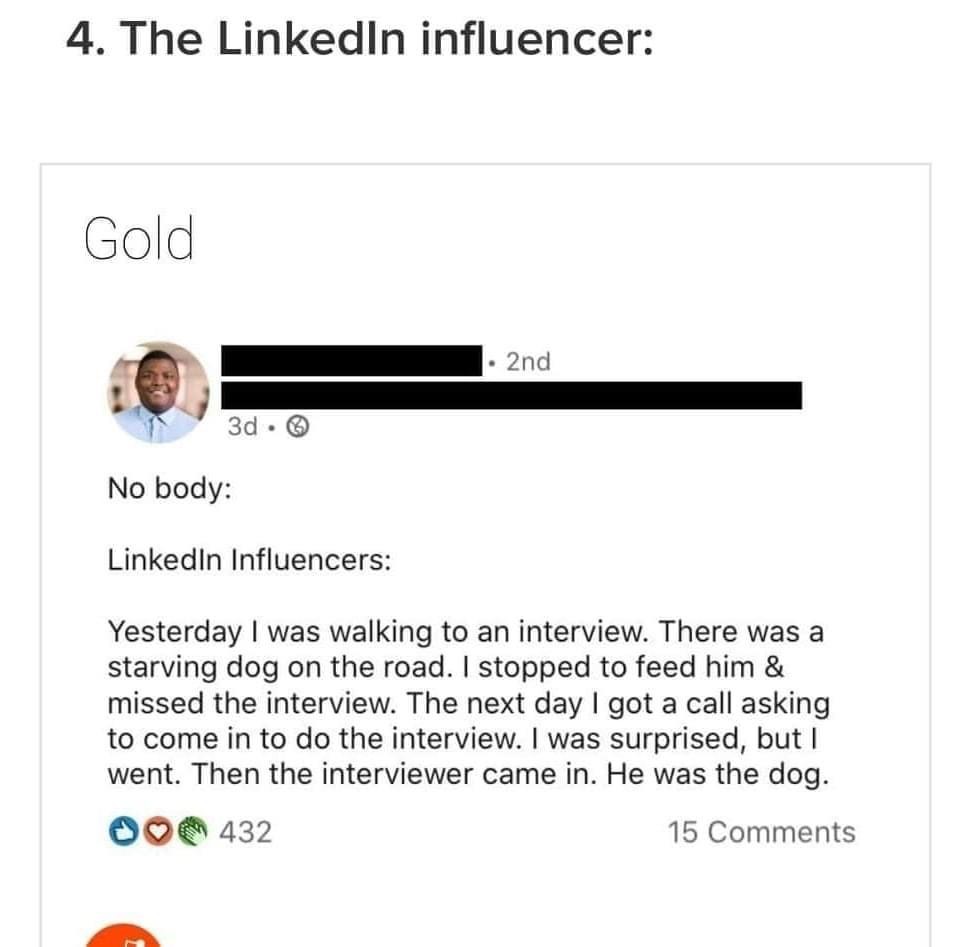 4. The LinkedIn influencer:
Gold
• 2nd
3d •
No body:
LinkedIn Influencers:
Yesterday I was walking to an interview. There was a
starving dog on the road. I stopped to feed him &
missed the interview. The next day I got a call asking
to come in to do the interview. I was surprised, but I
went. Then the interviewer came in. He was the dog.
432
15 Comments